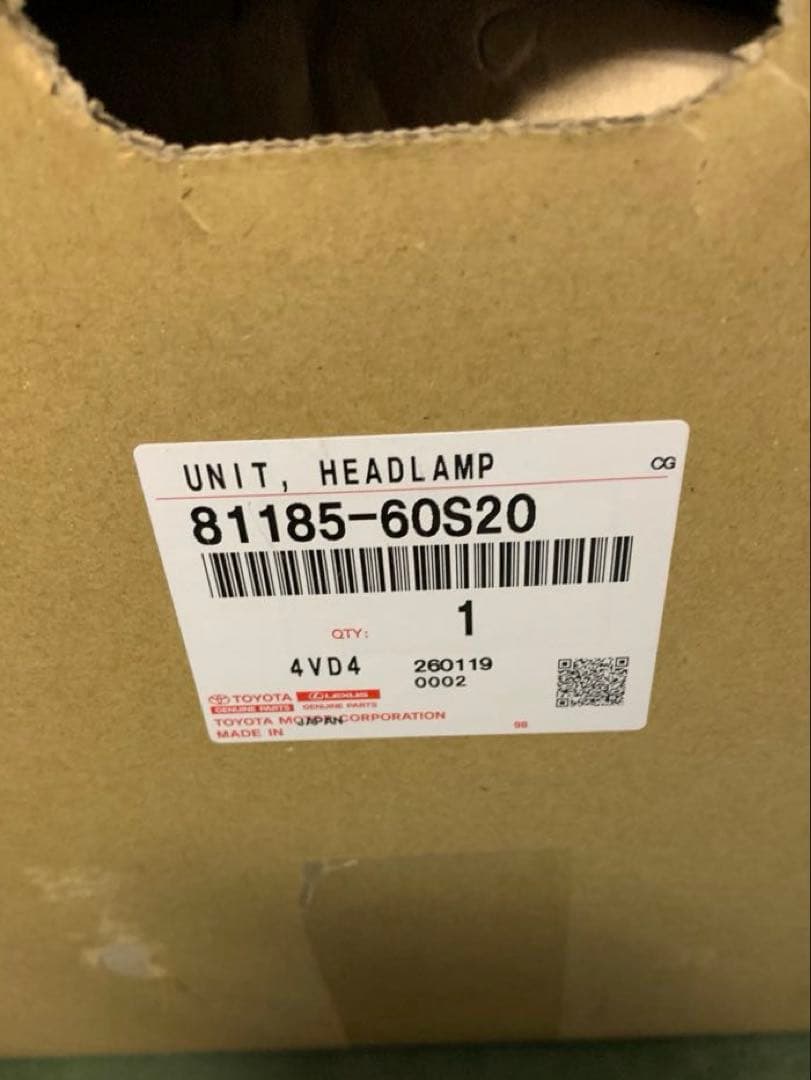 UNIT, HEADLAMP CG
81185-60S20
QTY: 1
4VD4 260119
0002
TOYOTA LEXUS
GENUINE PARTS GENUINE PARTS
TOYOTA MOTOR CORPORATION
MADE IN JAPAN
98